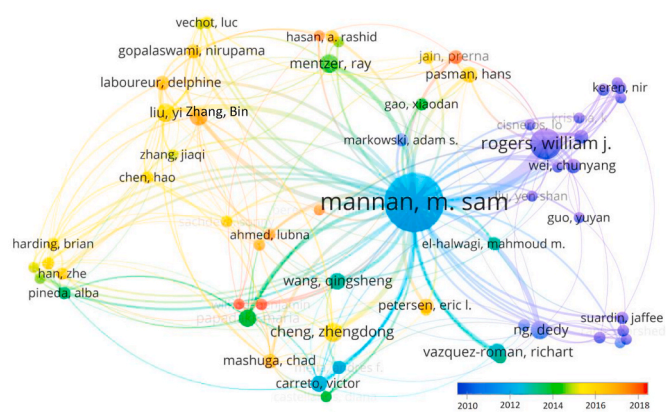 vechot, luc
hasan, a. rashid
gopalaswami, nirupama
mentzer, ray
jain, prerna
pasman, hans
laboureur, delphine
keren, nir
liu, yi
Zhang, Bin
gao, xiaodan
cisneros, lo
markowski, adam s.
rogers, william j.
zhang, jiaqi
wei, chunyang
chen, hao
mannan, m. sam
guo, yuyan
harding, brian
ahmed, lubna
el-halwagi, mahmoud m.
han, zhe
wang, qingsheng
pineda, alba
petersen, eric l.
suardin, jaffee
cheng, zhengdong
ng, dedy
mashuga, chad
vazquez-roman, richart
carreto, victor
2010 2012 2014 2016 2018